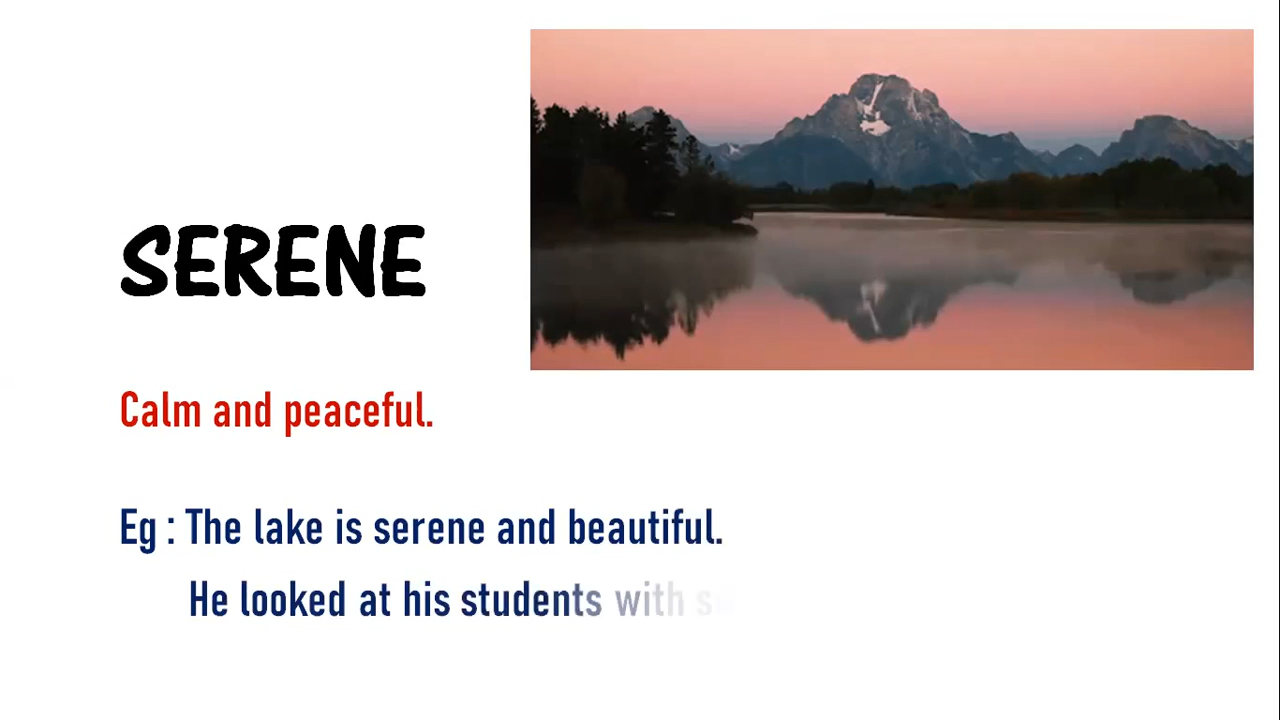 SERENE
Calm and peaceful.
Eg : The lake is serene and beautiful.
He looked at his students with